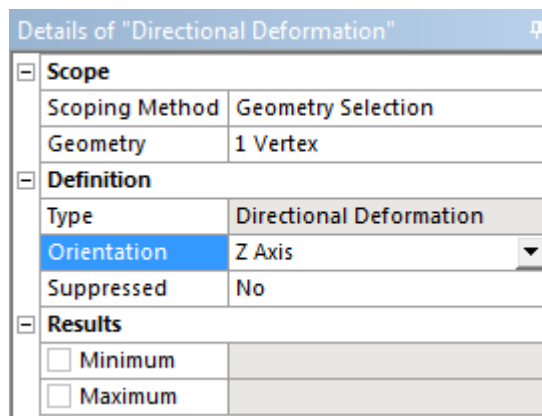 Details of "Directional Deformation"
Scope
Scoping Method Geometry Selection
Geometry 1 Vertex
Definition
Type Directional Deformation
Orientation Z Axis
Suppressed No
Results
Minimum
Maximum